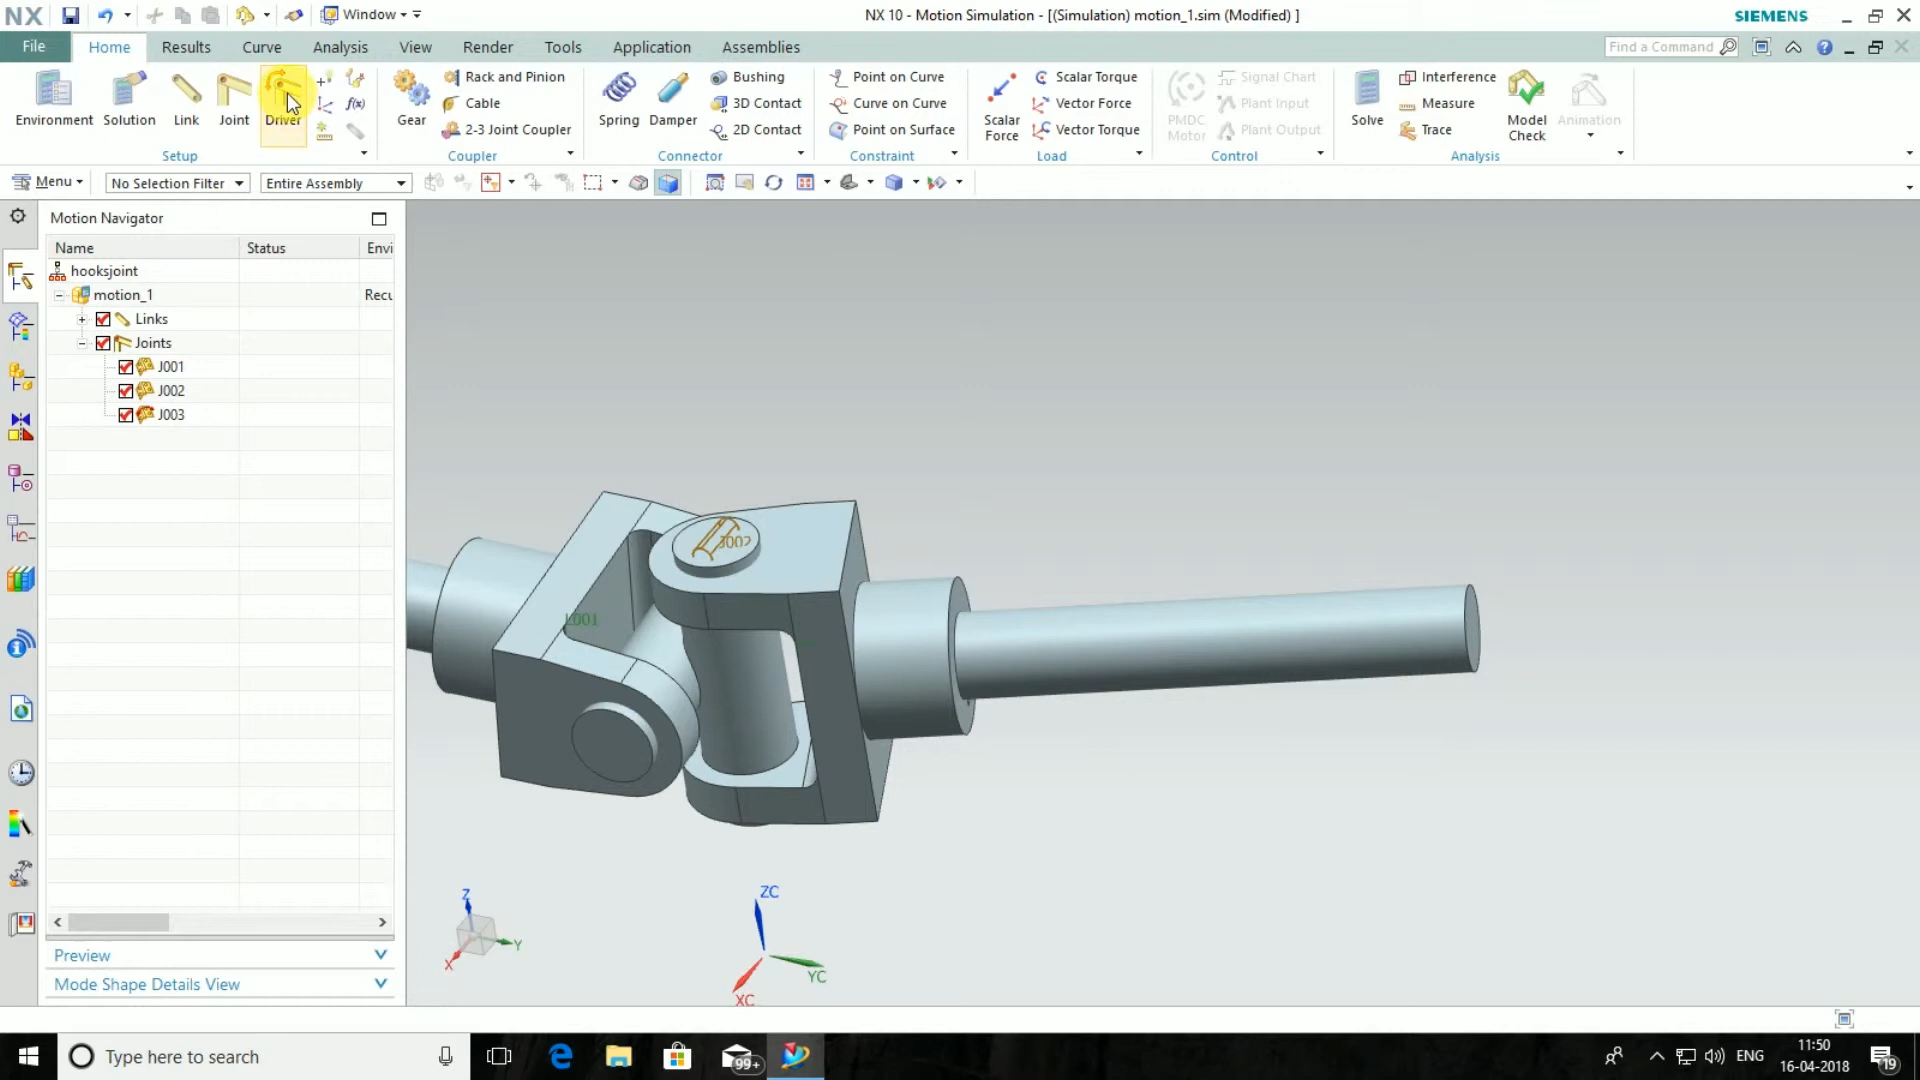 NX
Window
NX 10 - Motion Simulation - [(Simulation) motion_1.sim (Modified) ]
SIEMENS
File
Home
Results
Curve
Analysis
View
Render
Tools
Application
Assemblies
Find a Command
Environment
Solution
Link
Joint
Driver
f(x)
Setup
Gear
Rack and Pinion
Cable
2-3 Joint Coupler
Coupler
Spring
Damper
Bushing
3D Contact
2D Contact
Connector
Point on Curve
Curve on Curve
Point on Surface
Constraint
Scalar Force
Scalar Torque
Vector Force
Vector Torque
Load
PMDC Motor
Signal Chart
Plant Input
Plant Output
Control
Solve
Interference
Measure
Trace
Model Check
Animation
Analysis
Menu
No Selection Filter
Entire Assembly
Motion Navigator
Name
Status
Envi
hooksjoint
motion_1
Recu
Links
Joints
J001
J002
J003
J002
L001
Z
Y
X
ZC
YC
XC
Preview
Mode Shape Details View
Type here to search
99+
ENG
11:50
16-04-2018
19